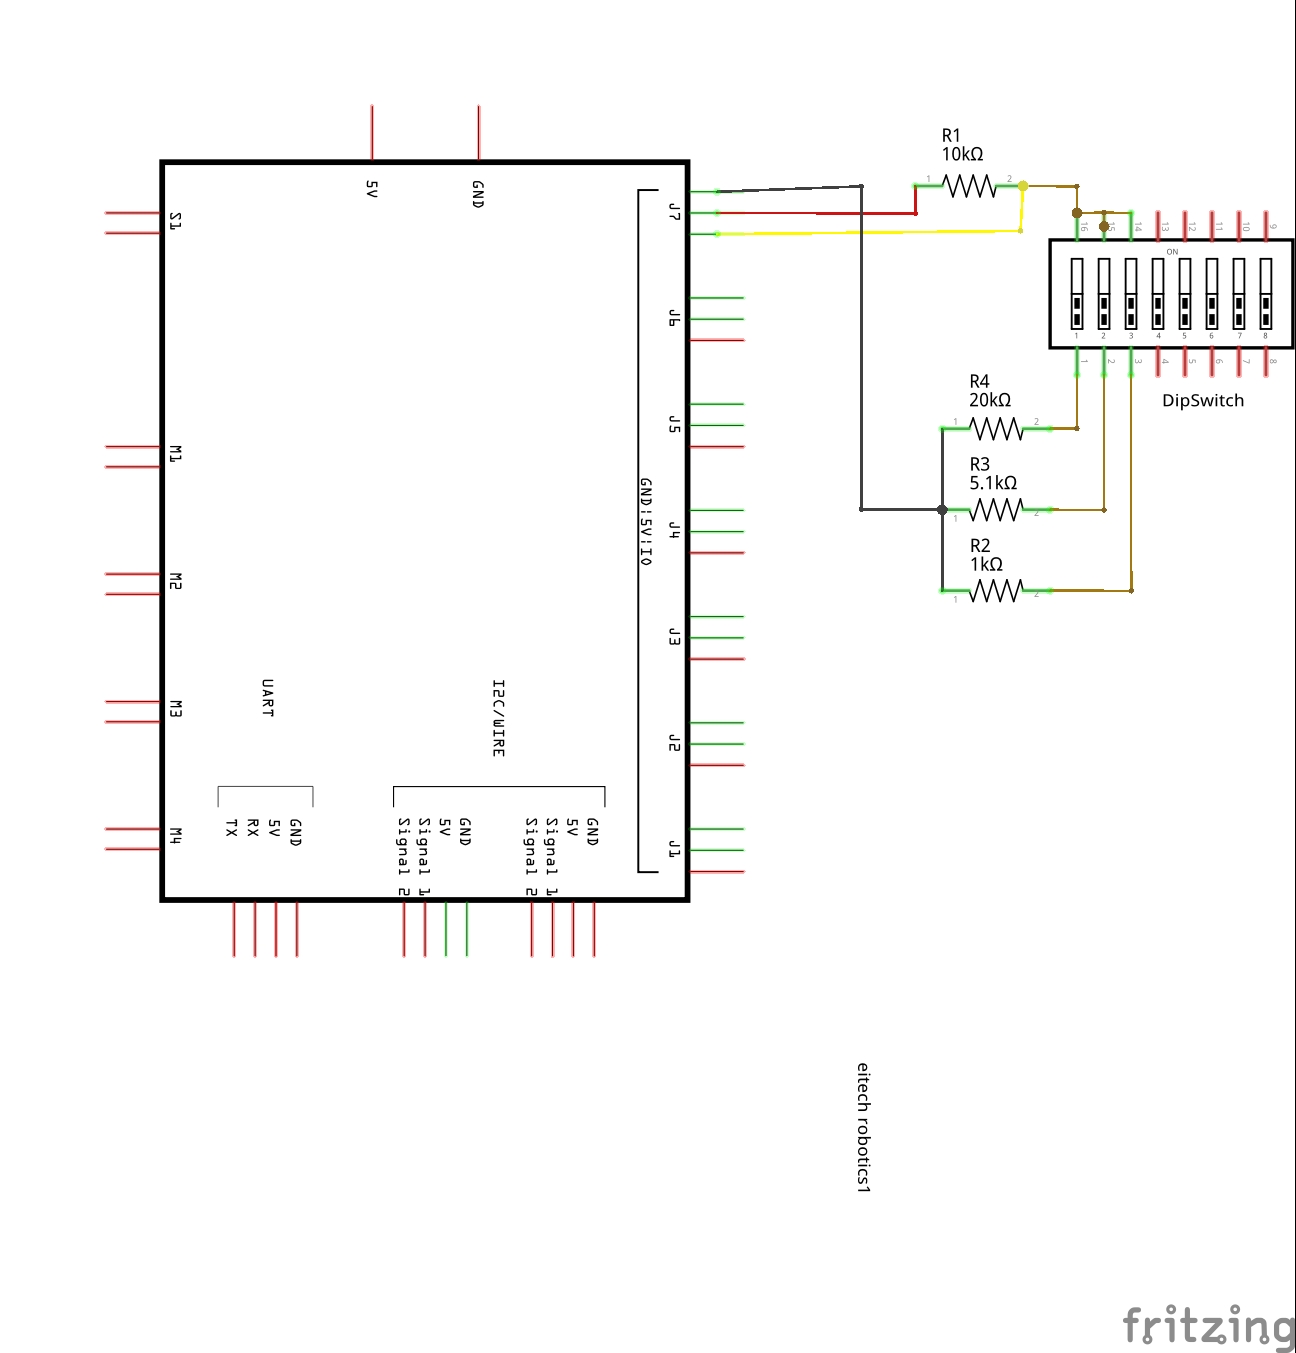 R1
10kΩ
1
2
5V
GND
S1
J7
16
15
14
13
12
11
10
9
ON
1
2
3
4
5
6
7
8
1
2
3
4
5
6
7
8
DipSwitch
J6
R4
20kΩ
1
2
J5
M1
R3
5.1kΩ
1
2
GND!5V!IO
J4
R2
1kΩ
1
2
M2
J3
UART
I2C/WIRE
M3
J2
TX
RX
5V
GND
Signal 2
Signal 1
5V
GND
Signal 2
Signal 1
5V
GND
M4
J1
eitech robotics1
fritzing